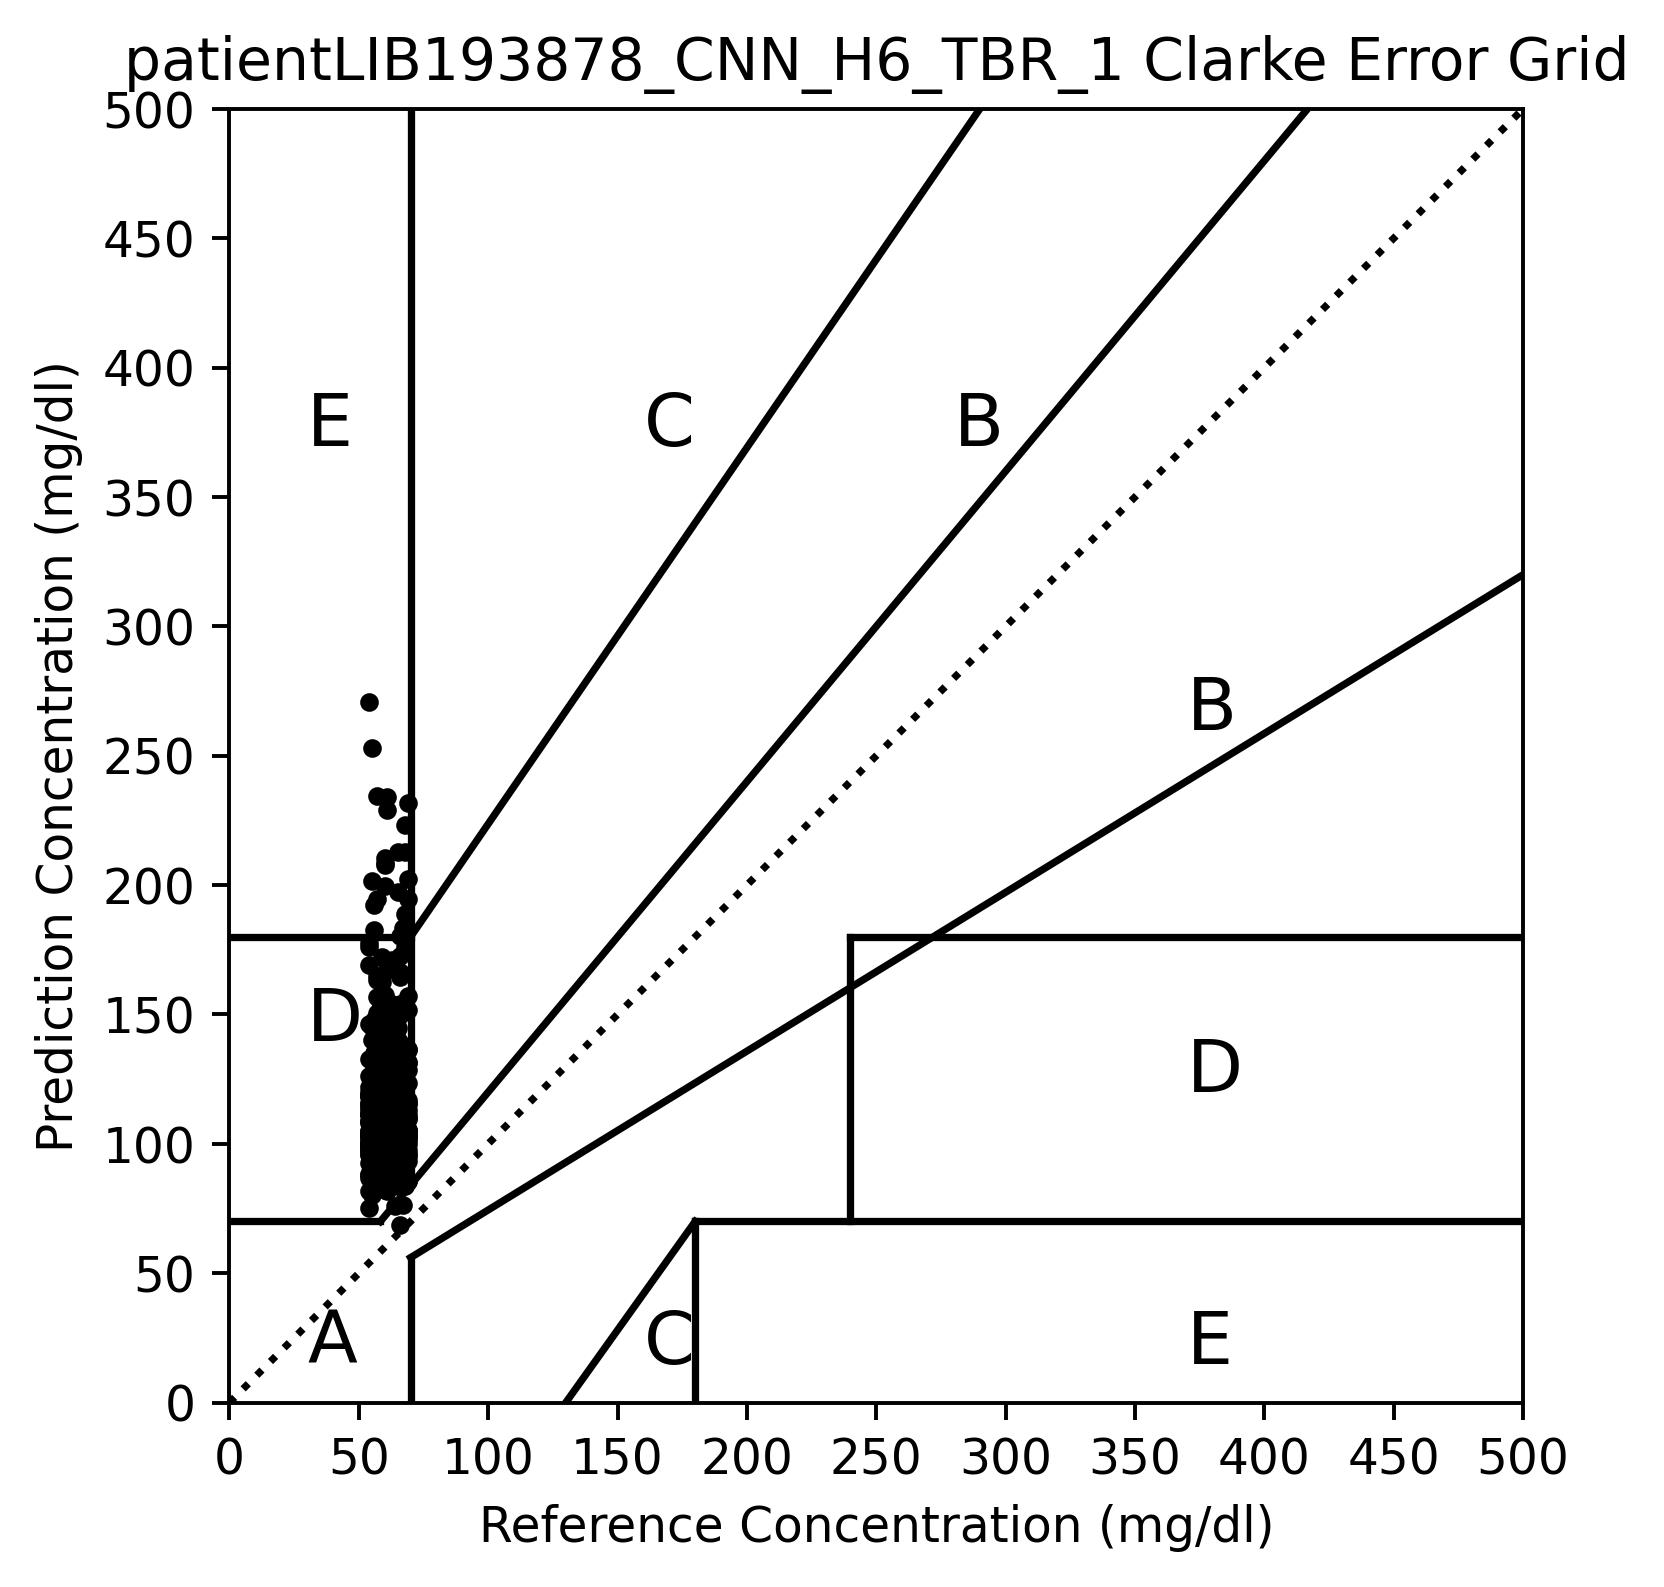 patientLIB193878_CNN_H6_TBR_1 Clarke Error Grid
500
450
400
350
300
250
200
150
100
50
0
Prediction Concentration (mg/dl)
E
C
B
B
D
D
A
C
E
0 50 100 150 200 250 300 350 400 450 500
Reference Concentration (mg/dl)